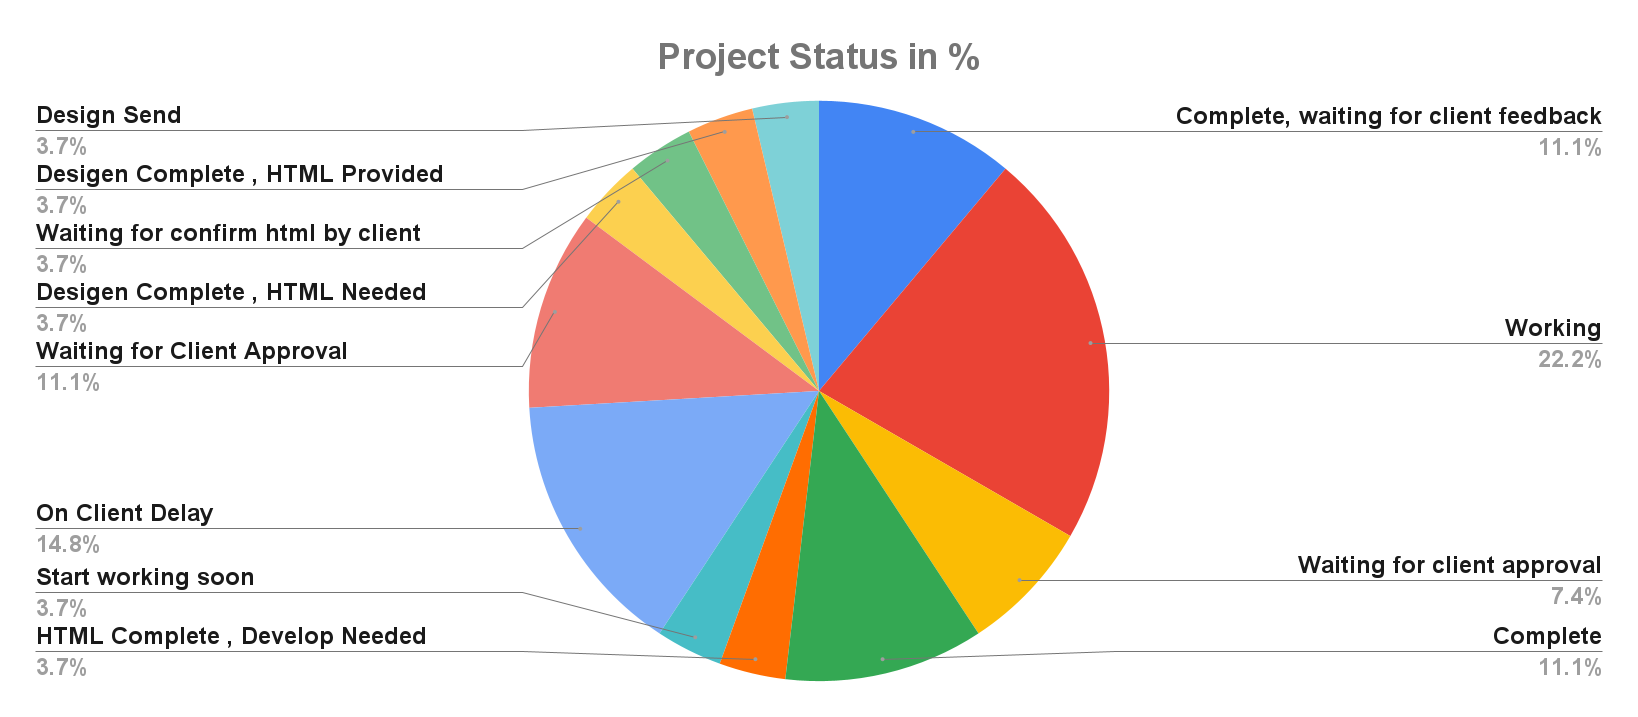 Project Status in %
Design Send
3.7%
Desigen Complete , HTML Provided
3.7%
Waiting for confirm html by client
3.7%
Desigen Complete , HTML Needed
3.7%
Waiting for Client Approval
11.1%
On Client Delay
14.8%
Start working soon
3.7%
HTML Complete , Develop Needed
3.7%
Complete, waiting for client feedback
11.1%
Working
22.2%
Waiting for client approval
7.4%
Complete
11.1%